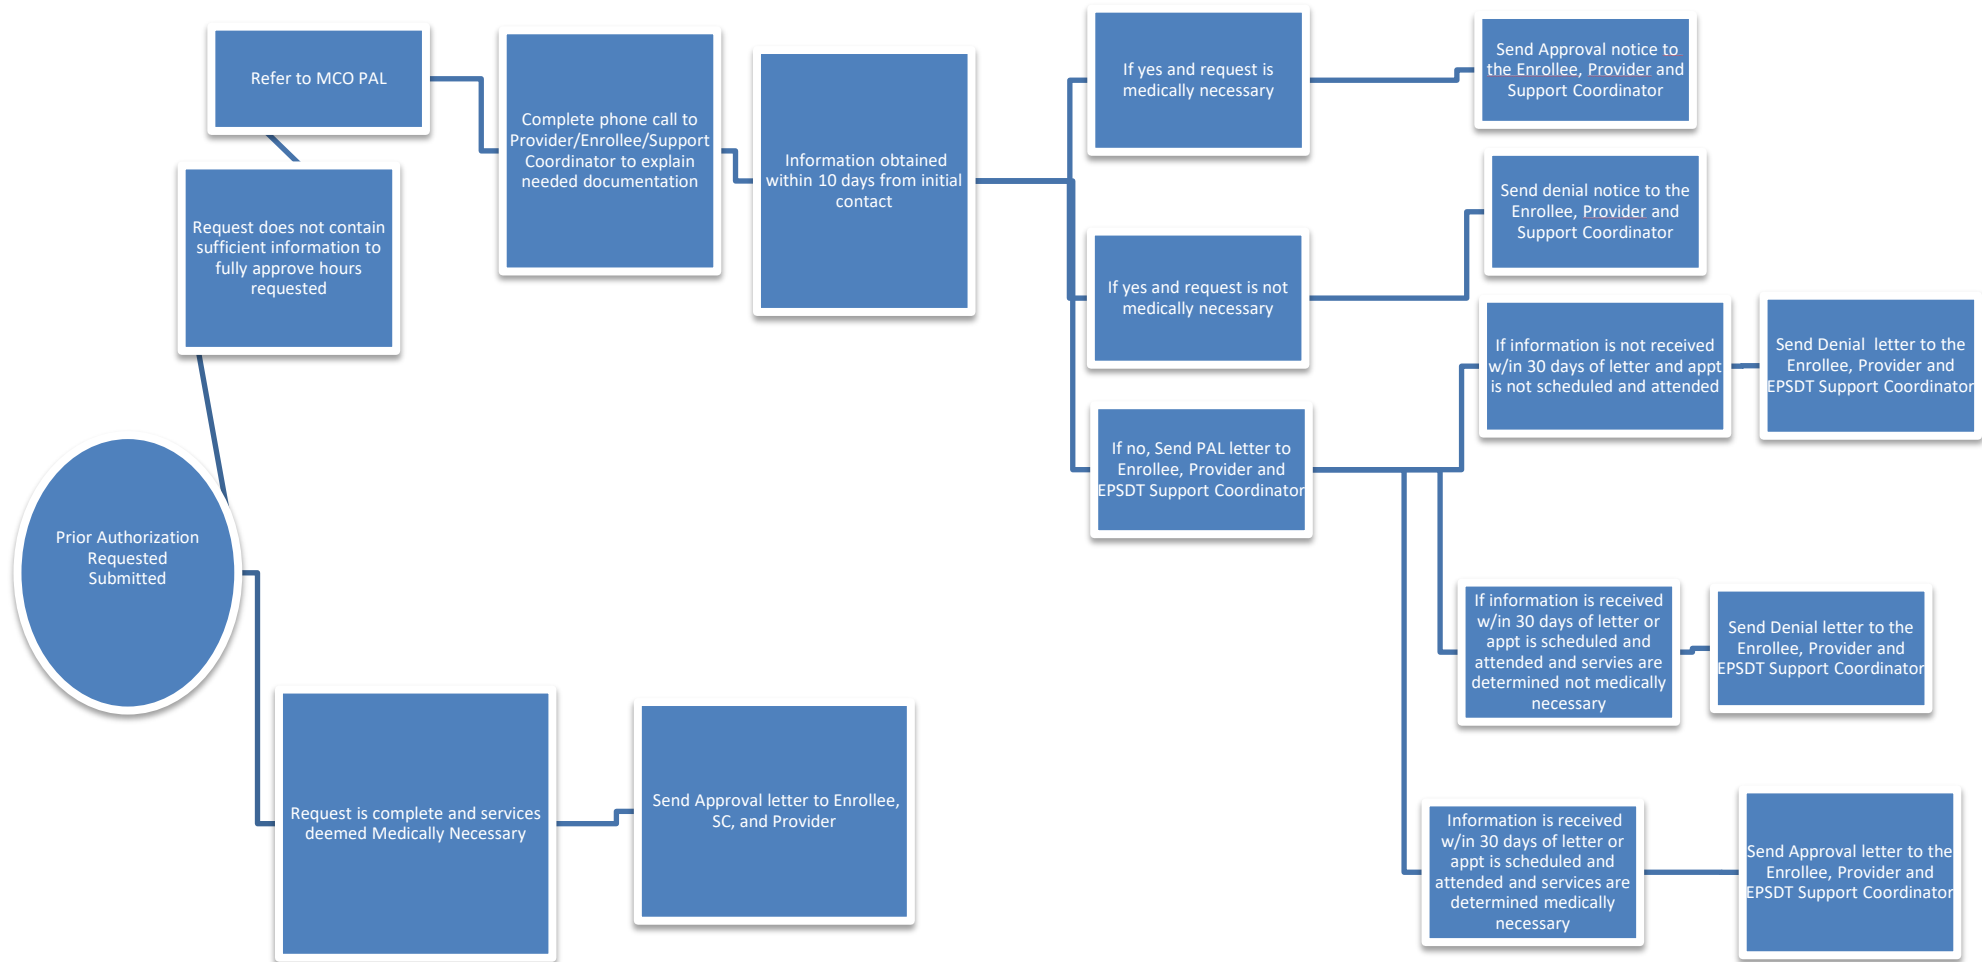 Refer to MCO PAL
Request does not contain
sufficient information to
fully approve hours
requested
Prior Authorization
Requested
Submitted
Complete phone call to
Provider/Enrollee/Support
Coordinator to explain
needed documentation
Information obtained
within 10 days from initial
contact
If yes and request is
medically necessary
Send Approval notice to
the Enrollee, Provider and
Support Coordinator
If yes and request is not
medically necessary
Send denial notice to the
Enrollee, Provider and
Support Coordinator
If no, Send PAL letter to
Enrollee, Provider and
EPSDT Support Coordinator
If information is not received
w/in 30 days of letter and appt
is not scheduled and attended
Send Denial  letter to the
Enrollee, Provider and
EPSDT Support Coordinator
If information is received
w/in 30 days of letter or
appt is scheduled and
attended and servies are
determined not medically
necessary
Send Denial letter to the
Enrollee, Provider and
EPSDT Support Coordinator
Information is received
w/in 30 days of letter or
appt is scheduled and
attended and services are
determined medically
necessary
Send Approval letter to the
Enrollee, Provider and
EPSDT Support Coordinator
Request is complete and services
deemed Medically Necessary
Send Approval letter to Enrollee,
SC, and Provider